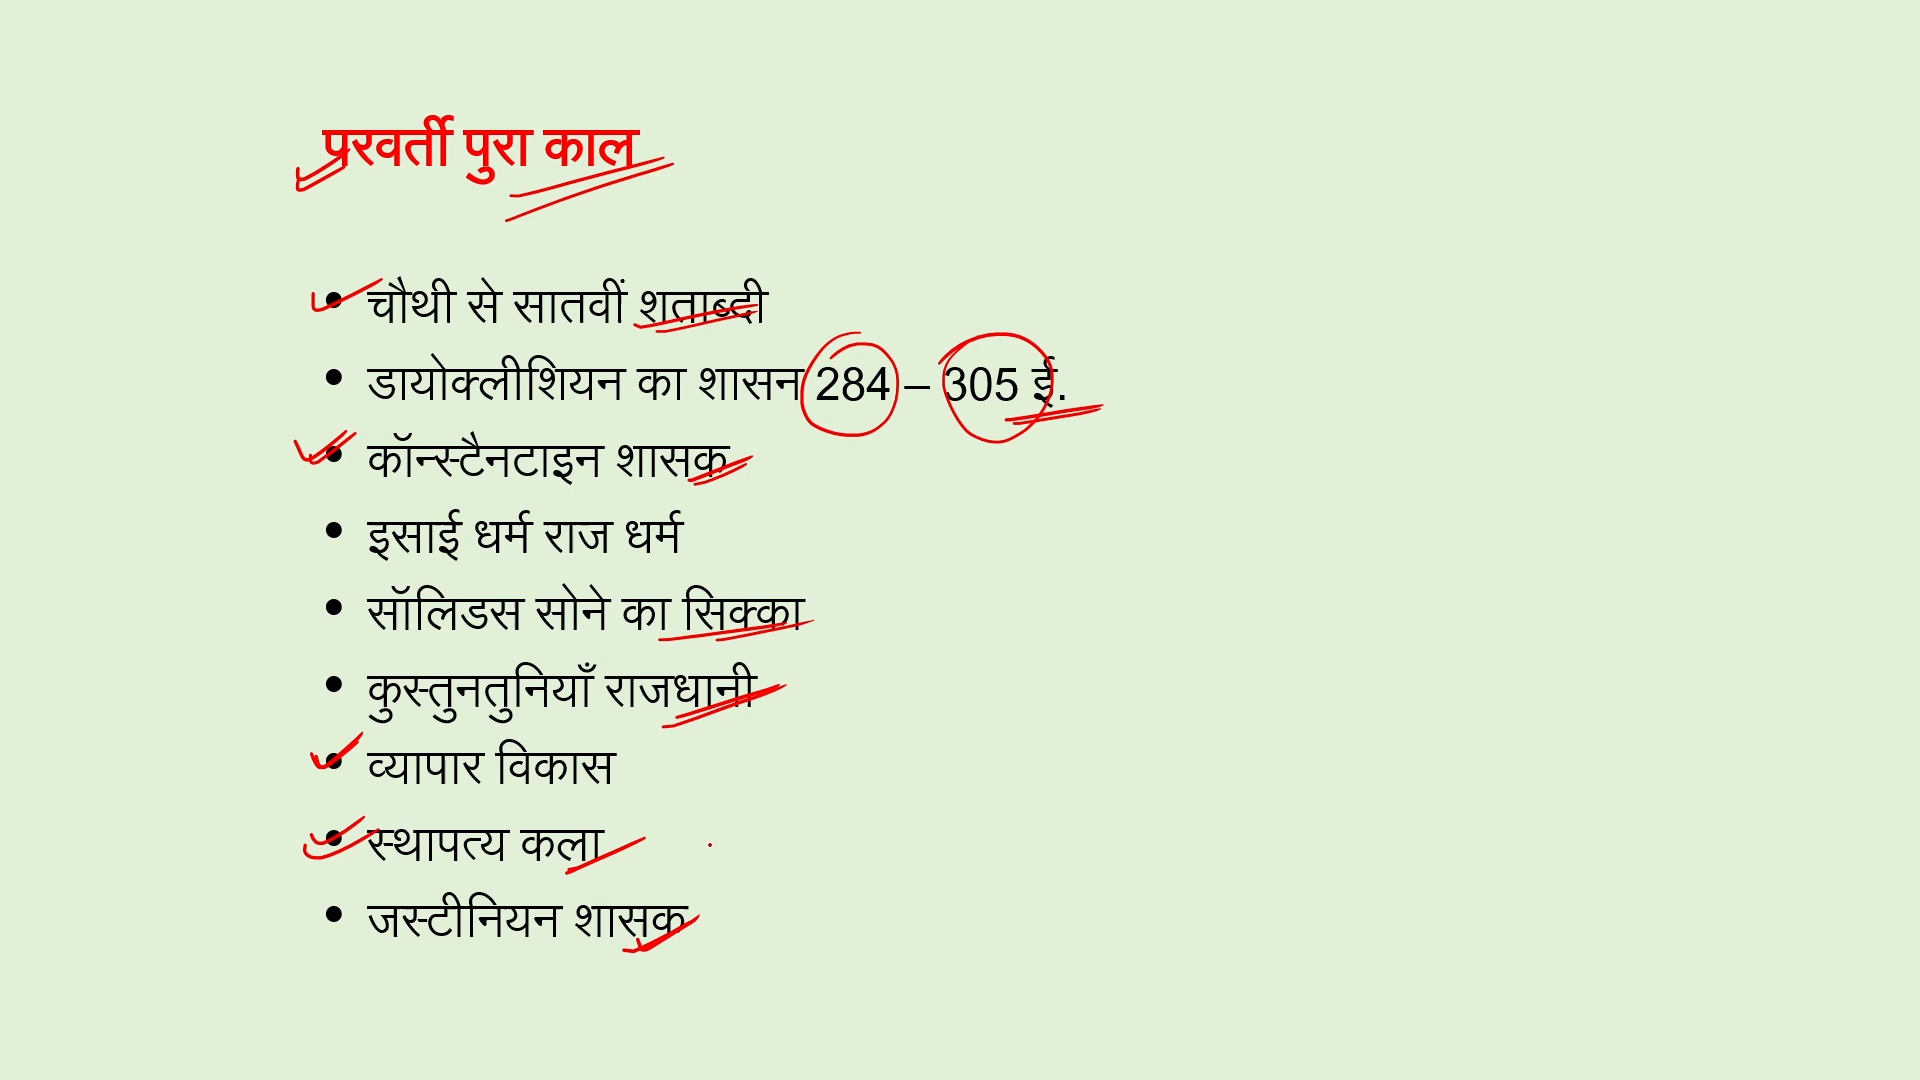 प्रवर्ती पुरा काल
• चौथी से सातवीं शताब्दी
• डायोक्लीशियन का शासन 284 – 305 ई.
• कॉन्स्टैनटाइन शासक
• इसाई धर्म राज धर्म
• सॉलिडस सोने का सिक्का
• कुस्तुनतुनियाँ राजधानी
• व्यापार विकास
• स्थापत्य कला
• जस्टीनियन शासक